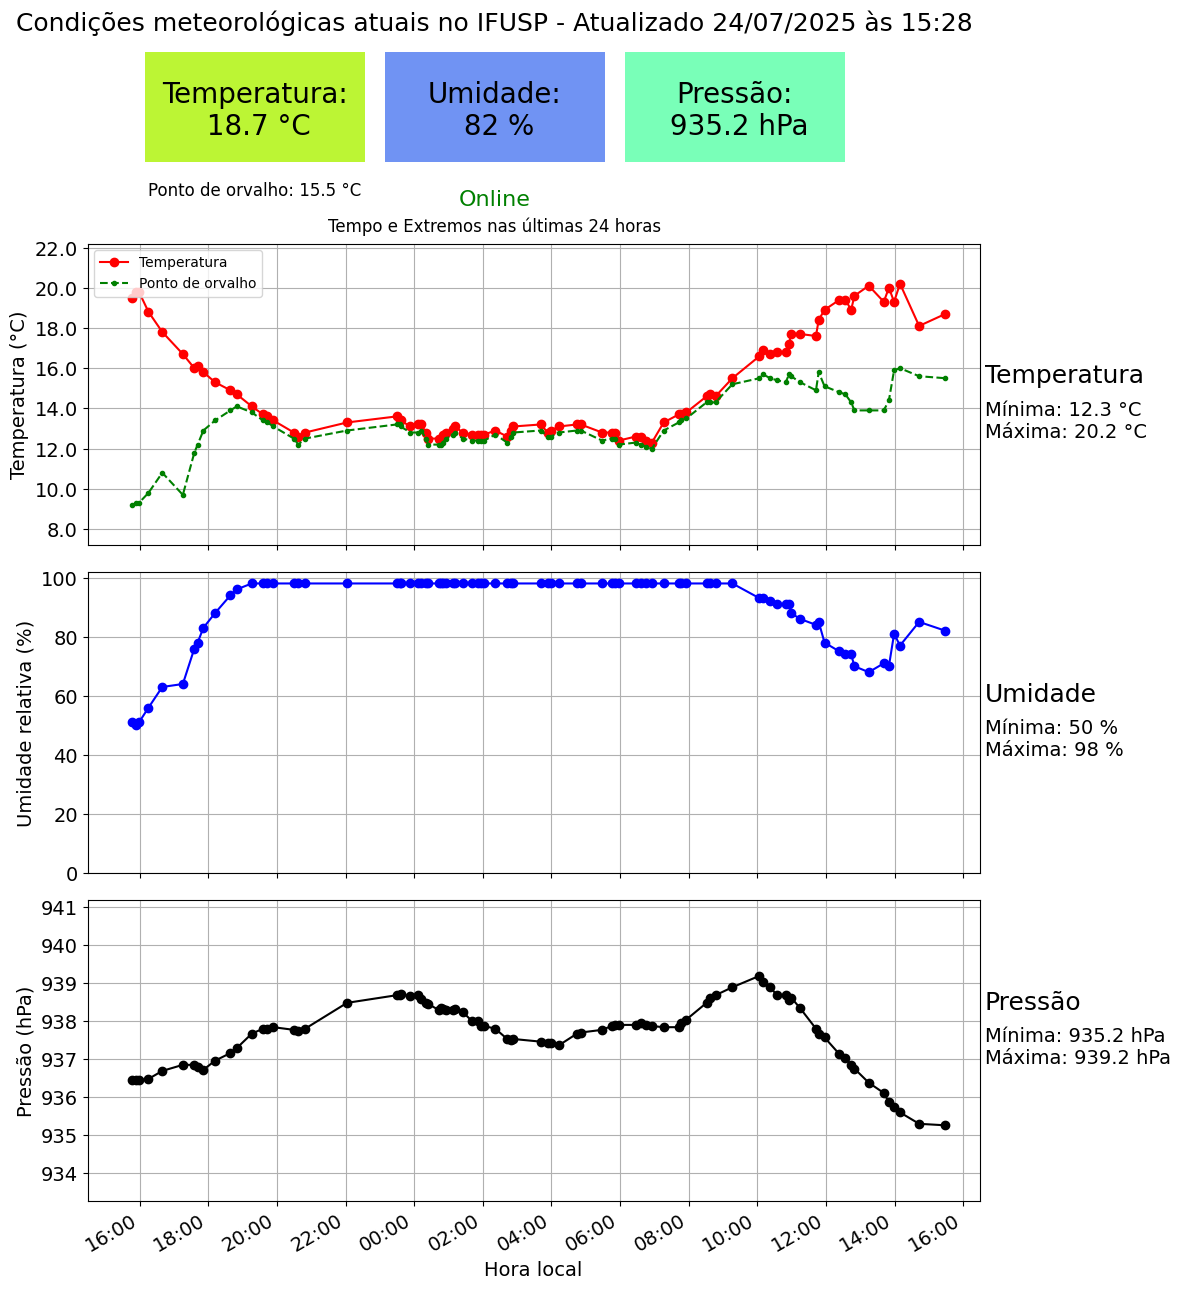 Condições meteorológicas atuais no IFUSP - Atualizado 24/07/2025 às 15:28
Temperatura:
18.7 °C
Umidade:
82 %
Pressão:
935.2 hPa
Ponto de orvalho: 15.5 °C
Online
Tempo e Extremos nas últimas 24 horas
Temperatura
Ponto de orvalho
Temperatura (°C)
22.0
20.0
18.0
16.0
14.0
12.0
10.0
8.0
Temperatura
Mínima: 12.3 °C
Máxima: 20.2 °C
Umidade relativa (%)
100
80
60
40
20
0
Umidade
Mínima: 50 %
Máxima: 98 %
Pressão (hPa)
941
940
939
938
937
936
935
934
Pressão
Mínima: 935.2 hPa
Máxima: 939.2 hPa
16:00 18:00 20:00 22:00 00:00 02:00 04:00 06:00 08:00 10:00 12:00 14:00 16:00
Hora local